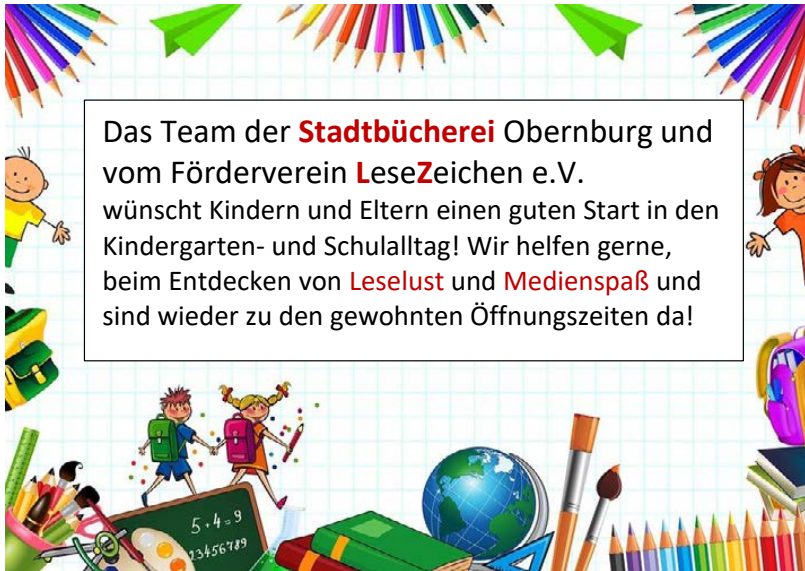 Das Team der Stadtbücherei Obernburg und
vom Förderverein LeseZeichen e.V.
wünscht Kindern und Eltern einen guten Start in den
Kindergarten- und Schulalltag! Wir helfen gerne,
beim Entdecken von Leselust und Medienspaß und
sind wieder zu den gewohnten Öffnungszeiten da!
5+4=9
23456789